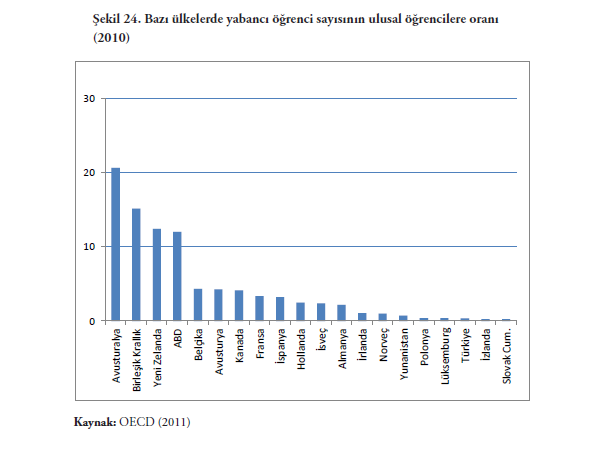 Şekil 24. Bazı ülkelerde yabancı öğrenci sayısının ulusal öğrencilere oranı
(2010)
30
20
10
0
Avusturalya
Birleşik Krallık
Yeni Zelanda
ABD
Belçika
Avusturya
Kanada
Fransa
İspanya
Hollanda
İsveç
Almanya
İrlanda
Norveç
Yunanistan
Polonya
Lüksemburg
Türkiye
İzlanda
Slovak Cum.
Kaynak: OECD (2011)